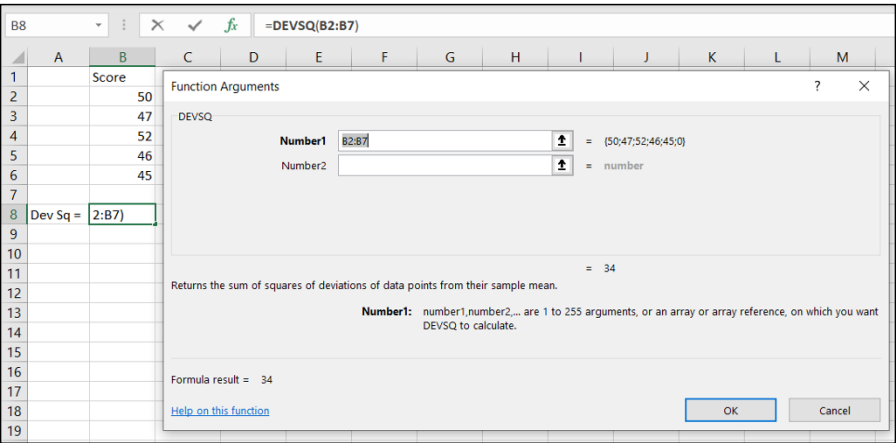 B8 fx =DEVSQ(B2:B7)
A B C D E F G H I J K L M
1 Score
2 50
3 47
4 52
5 46
6 45
7
8 Dev Sq = 2:B7)
9
10
11
12
13
14
15
16
17
18
19
Function Arguments ? ×
DEVSQ
Number1 B2:B7 = {50;47;52;46;45;0}
Number2 = number
= 34
Returns the sum of squares of deviations of data points from their sample mean.
Number1: number1,number2,... are 1 to 255 arguments, or an array or array reference, on which you want
DEVSQ to calculate.
Formula result = 34
Help on this function OK Cancel